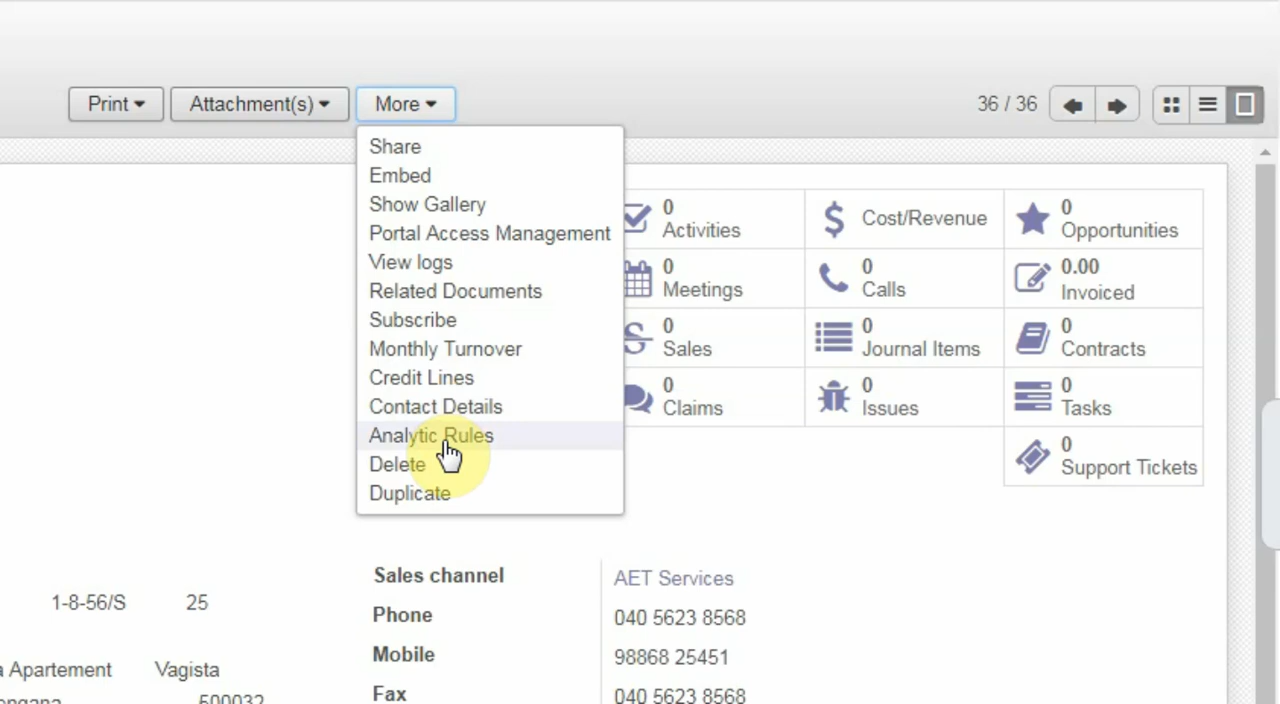 Print Attachment(s) More 36 / 36
Share
Embed
Show Gallery
Portal Access Management
View logs
Related Documents
Subscribe
Monthly Turnover
Credit Lines
Contact Details
Analytic Rules
Delete
Duplicate
0
Activities
Cost/Revenue
0
Opportunities
0
Meetings
0
Calls
0.00
Invoiced
0
Sales
0
Journal Items
0
Contracts
0
Claims
0
Issues
0
Tasks
0
Support Tickets
1-8-56/S 25
a Apartement Vagista
500032
Sales channel AET Services
Phone 040 5623 8568
Mobile 98868 25451
Fax 040 5623 8568